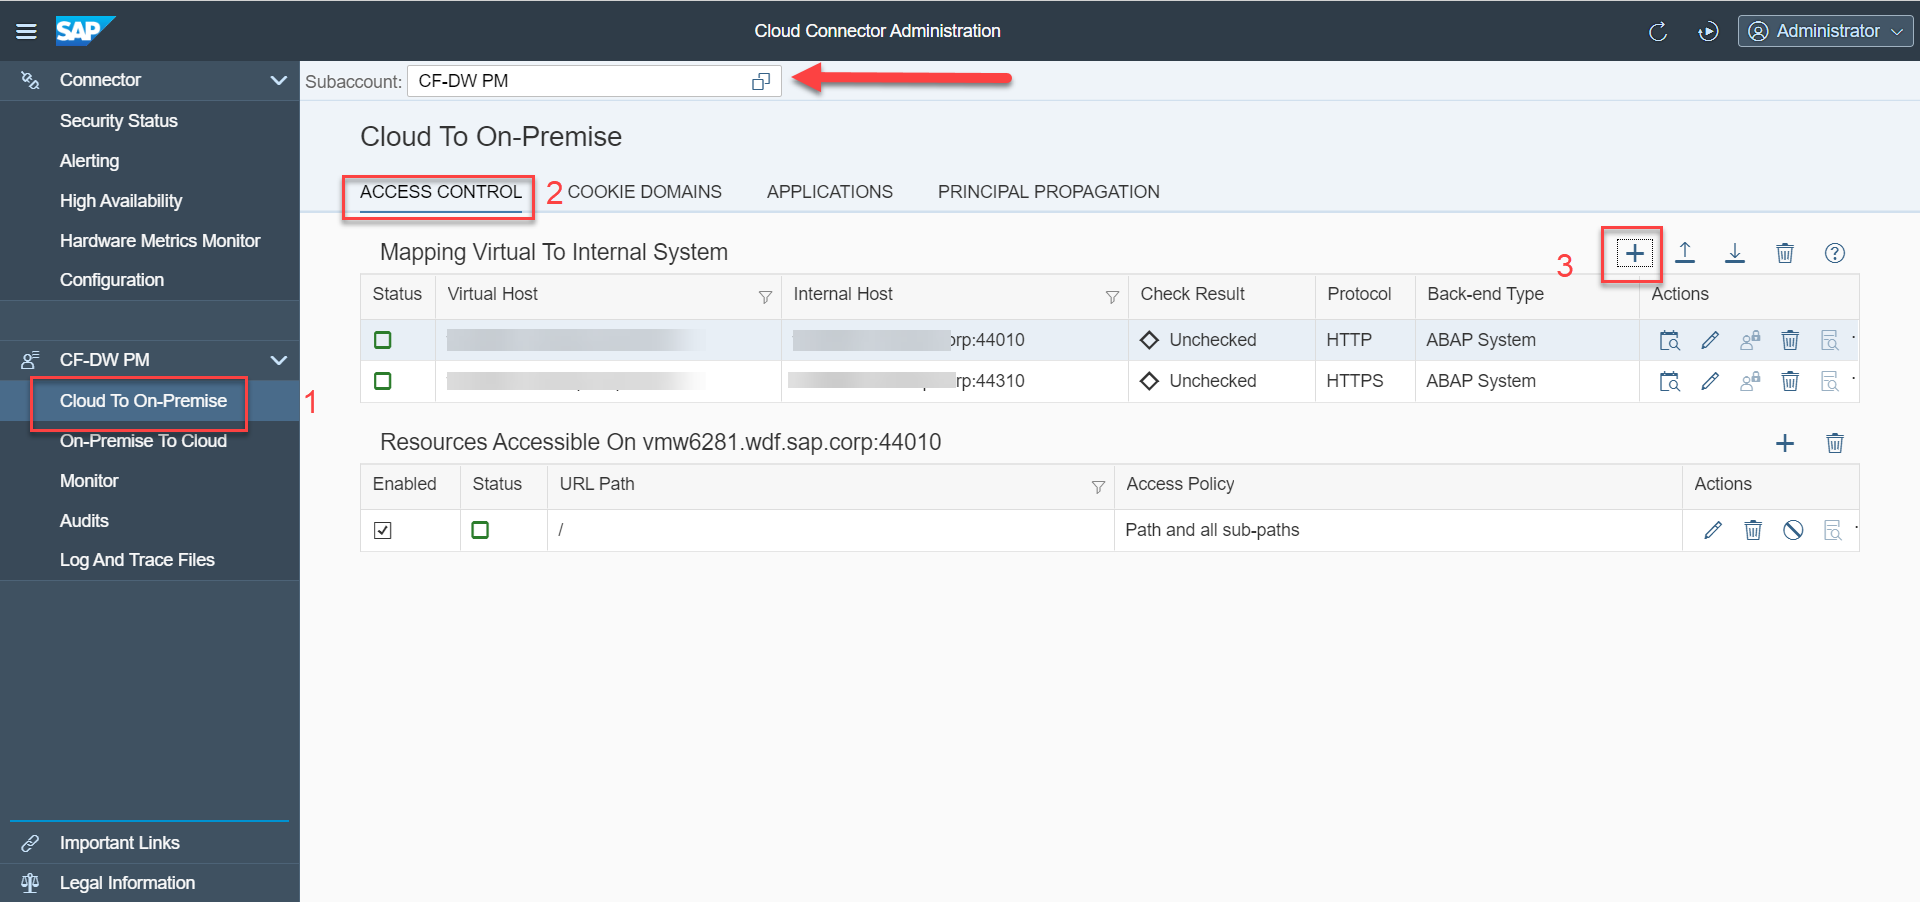 SAP
Cloud Connector Administration
Administrator
Connector
Security Status
Alerting
High Availability
Hardware Metrics Monitor
Configuration
CF-DW PM
Cloud To On-Premise
1
On-Premise To Cloud
Monitor
Audits
Log And Trace Files
Important Links
Legal Information
Subaccount: CF-DW PM
Cloud To On-Premise
ACCESS CONTROL 2 COOKIE DOMAINS APPLICATIONS PRINCIPAL PROPAGATION
Mapping Virtual To Internal System
3
Status Virtual Host Internal Host Check Result Protocol Back-end Type Actions
orp:44010 Unchecked HTTP ABAP System
rp:44310 Unchecked HTTPS ABAP System
Resources Accessible On vmw6281.wdf.sap.corp:44010
Enabled Status URL Path Access Policy Actions
/ Path and all sub-paths